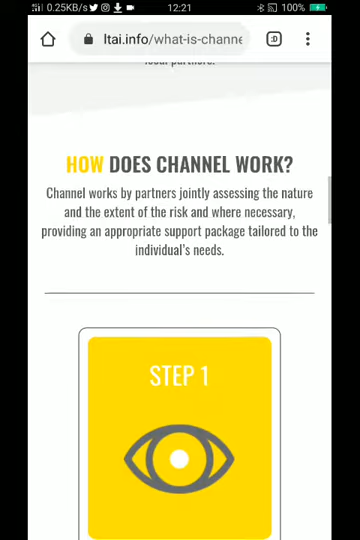 0.25KB/s 12:21 100%
ltai.info/what-is-channe :D
local partners.
HOW DOES CHANNEL WORK?
Channel works by partners jointly assessing the nature
and the extent of the risk and where necessary,
providing an appropriate support package tailored to the
individual's needs.
STEP 1